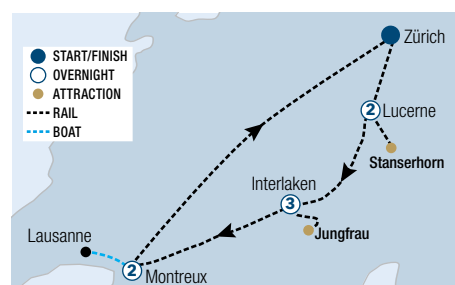 START/FINISH
OVERNIGHT
ATTRACTION
RAIL
BOAT
Zürich
2 Lucerne
Stanserhorn
Interlaken
3
Jungfrau
Lausanne
2 Montreux